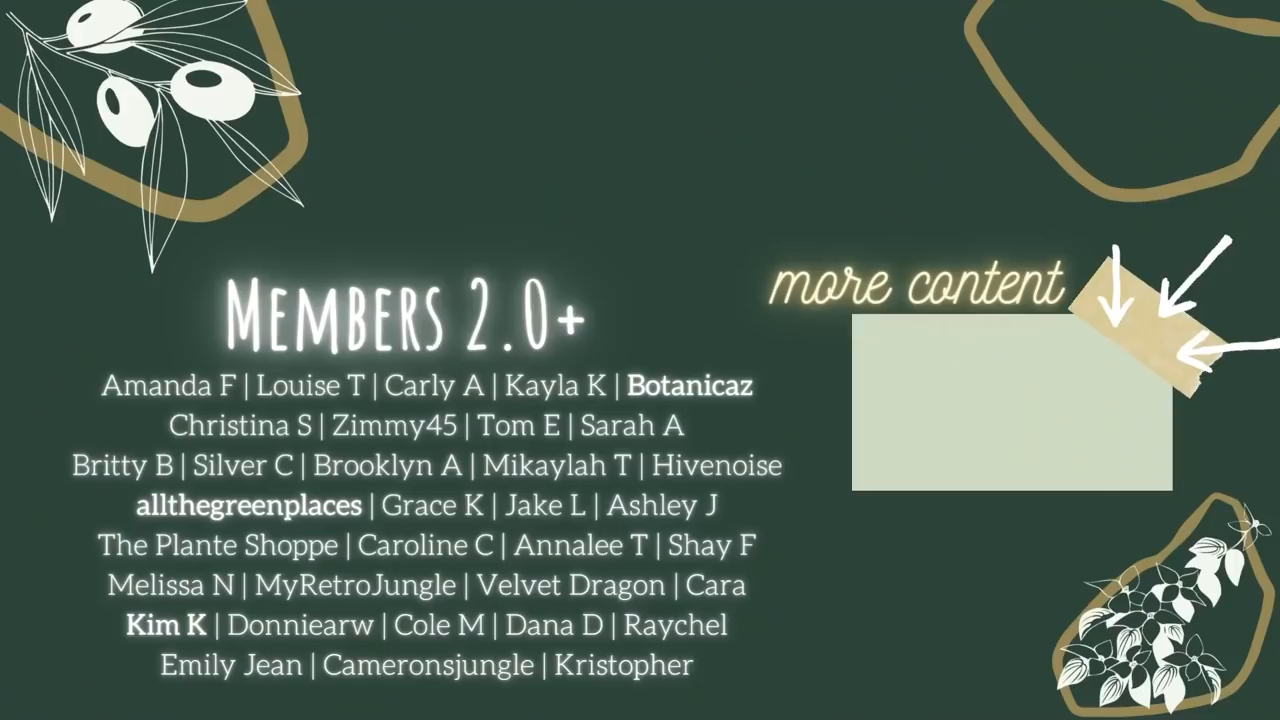 Members 2.0+
more content
Amanda F | Louise T | Carly A | Kayla K | Botanicaz
Christina S | Zimmy45 | Tom E | Sarah A
Britty B | Silver C | Brooklyn A | Mikaylah T | Hivenoise
allthegreenplaces | Grace K | Jake L | Ashley J
The Plante Shoppe | Caroline C | Annalee T | Shay F
Melissa N | MyRetroJungle | Velvet Dragon | Cara
Kim K | Donniearw | Cole M | Dana D | Raychel
Emily Jean | Cameronsjungle | Kristopher